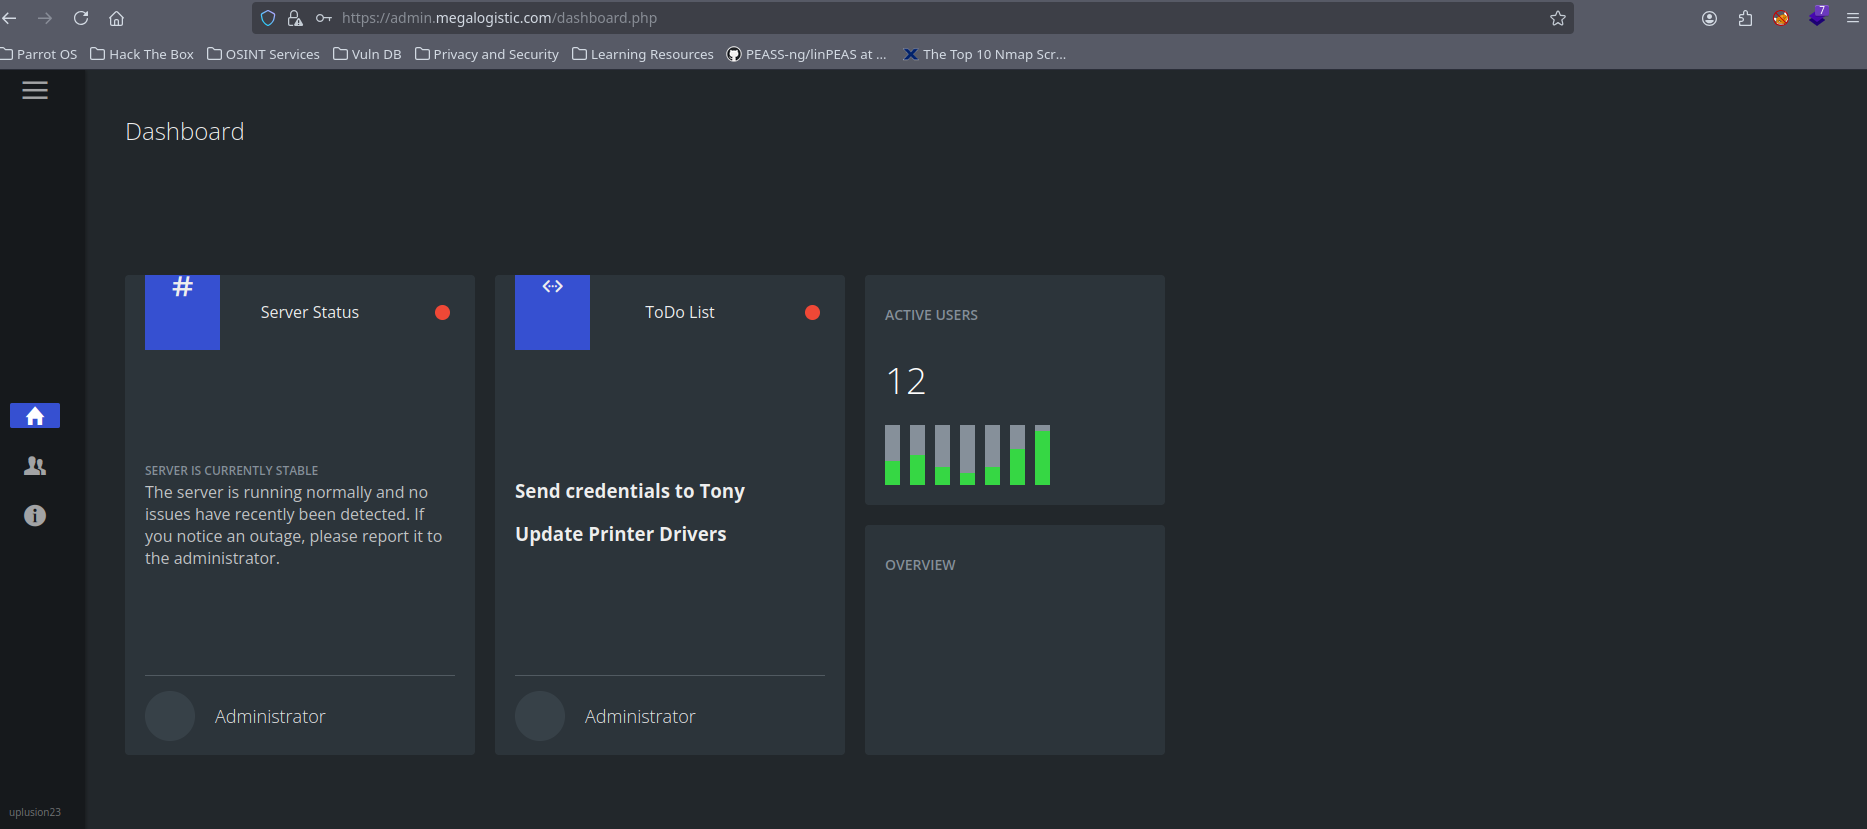 https://admin.megalogistic.com/dashboard.php
7
Parrot OS
Hack The Box
OSINT Services
Vuln DB
Privacy and Security
Learning Resources
PEASS-ng/linPEAS at ...
The Top 10 Nmap Scr...
Dashboard
#
Server Status
SERVER IS CURRENTLY STABLE
The server is running normally and no
issues have recently been detected. If
you notice an outage, please report it to
the administrator.
Administrator
ToDo List
Send credentials to Tony
Update Printer Drivers
Administrator
ACTIVE USERS
12
OVERVIEW
uplusion23